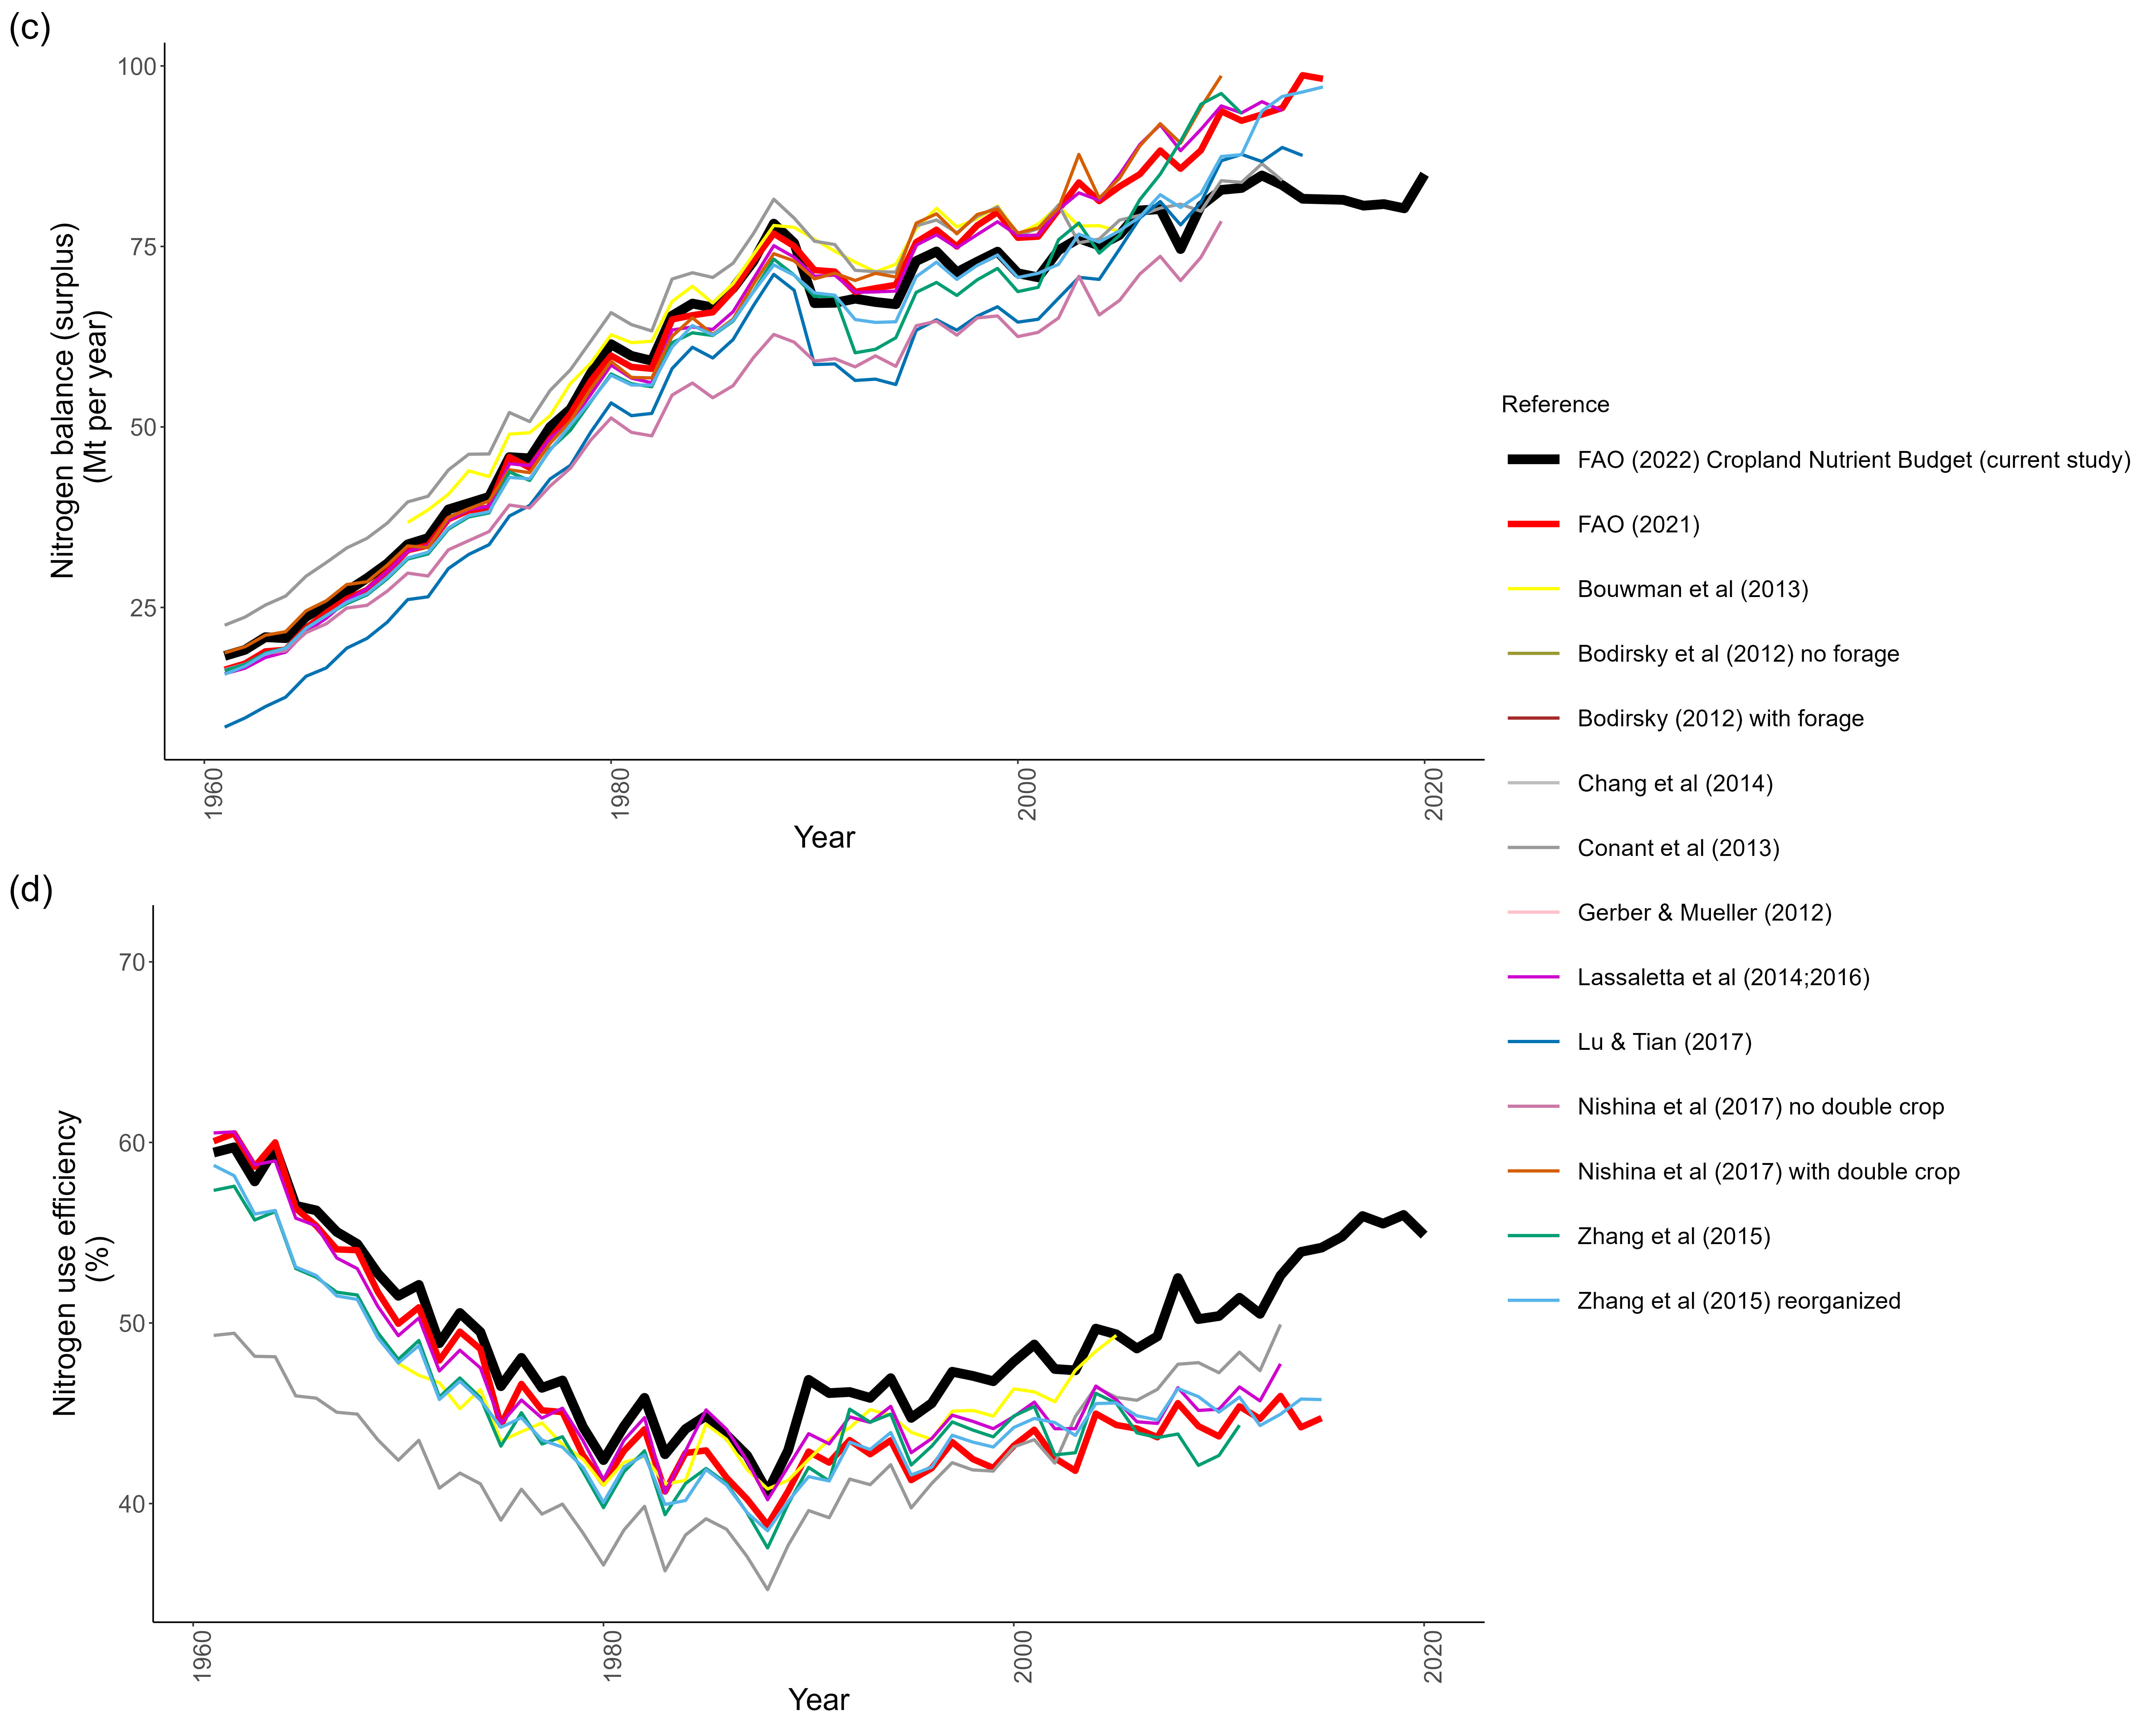 (c)
Nitrogen balance (surplus)
(Mt per year)
100
75
50
25
1960
1980
2000
2020
Year
Reference
FAO (2022) Cropland Nutrient Budget (current study)
FAO (2021)
Bouwman et al (2013)
Bodirsky et al (2012) no forage
Bodirsky (2012) with forage
Chang et al (2014)
Conant et al (2013)
Gerber & Mueller (2012)
Lassaletta et al (2014;2016)
Lu & Tian (2017)
Nishina et al (2017) no double crop
Nishina et al (2017) with double crop
Zhang et al (2015)
Zhang et al (2015) reorganized
(d)
Nitrogen use efficiency
(%)
70
60
50
40
1960
1980
2000
2020
Year